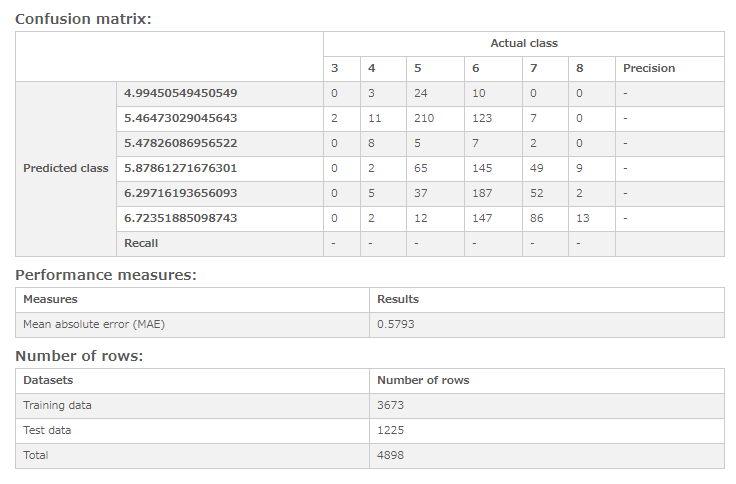 Confusion matrix:
Actual class
3 4 5 6 7 8 Precision
4.99450549450549 0 3 24 10 0 0 -
5.46473029045643 2 11 210 123 7 0 -
5.47826086956522 0 8 5 7 2 0 -
Predicted class 5.87861271676301 0 2 65 145 49 9 -
6.29716193656093 0 5 37 187 52 2 -
6.72351885098743 0 2 12 147 86 13 -
Recall - - - - - -
Performance measures:
Measures Results
Mean absolute error (MAE) 0.5793
Number of rows:
Datasets Number of rows
Training data 3673
Test data 1225
Total 4898